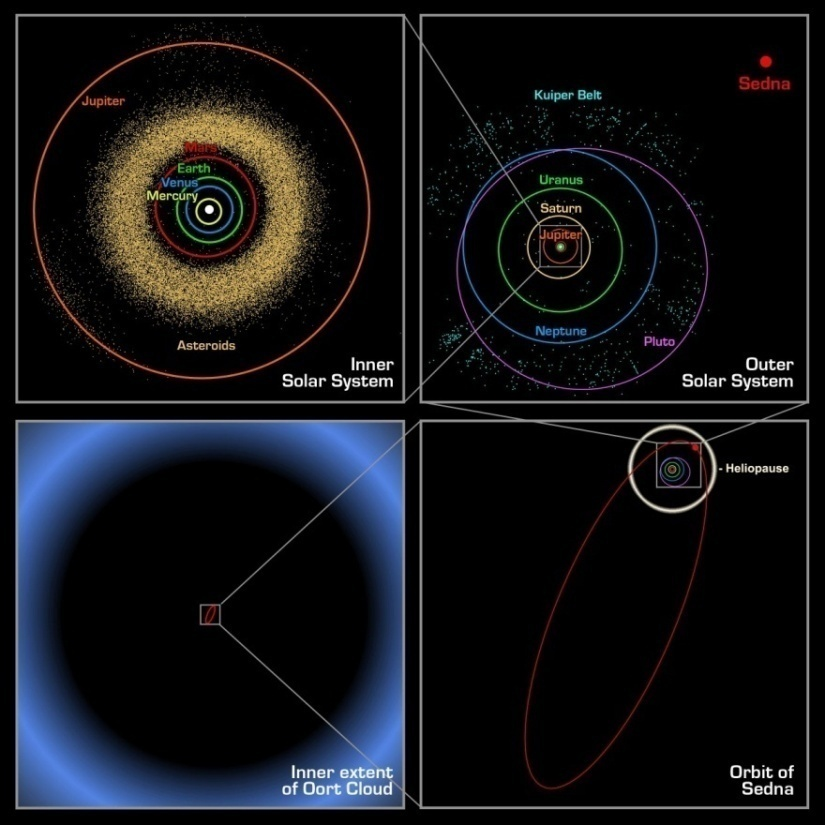 Jupiter
Mars
Earth
Venus
Mercury
Asteroids
Inner
Solar System
Sedna
Kuiper Belt
Uranus
Saturn
Jupiter
Neptune
Pluto
Outer
Solar System
Inner extent
of Oort Cloud
- Heliopause
Orbit of
Sedna